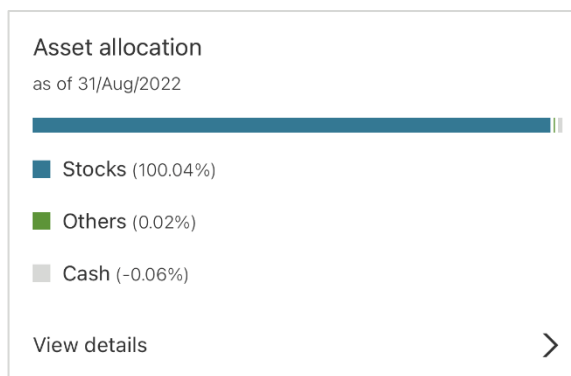 Asset allocation
as of 31/Aug/2022
Stocks (100.04%)
Others (0.02%)
Cash (-0.06%)
View details